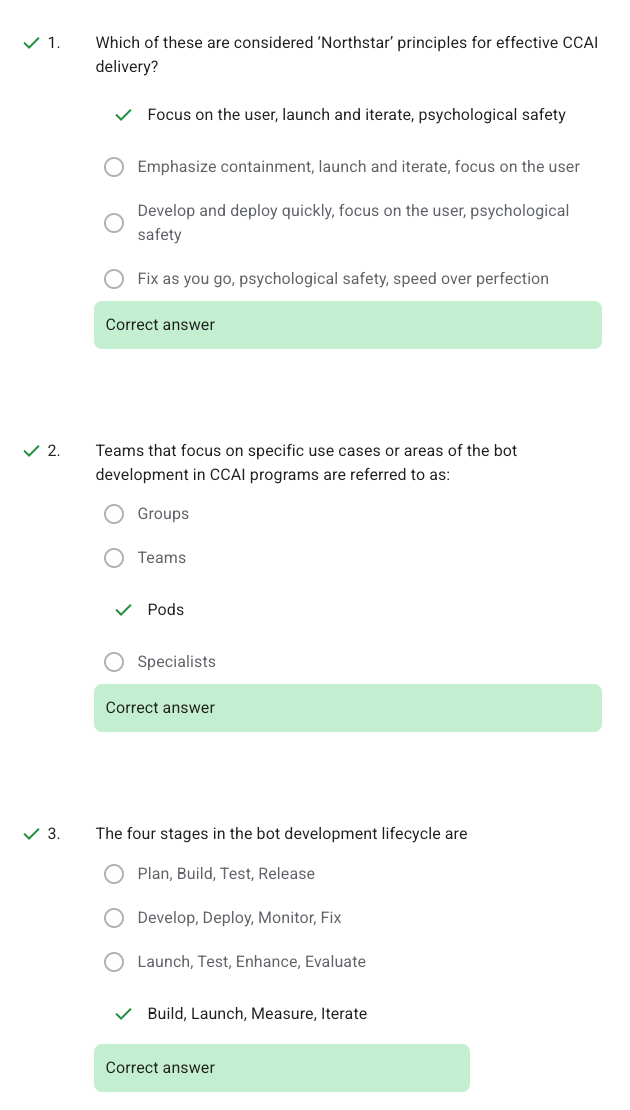 1. Which of these are considered ‘Northstar’ principles for effective CCAI
delivery?
Focus on the user, launch and iterate, psychological safety
Emphasize containment, launch and iterate, focus on the user
Develop and deploy quickly, focus on the user, psychological
safety
Fix as you go, psychological safety, speed over perfection
Correct answer
2. Teams that focus on specific use cases or areas of the bot
development in CCAI programs are referred to as:
Groups
Teams
Pods
Specialists
Correct answer
3. The four stages in the bot development lifecycle are
Plan, Build, Test, Release
Develop, Deploy, Monitor, Fix
Launch, Test, Enhance, Evaluate
Build, Launch, Measure, Iterate
Correct answer